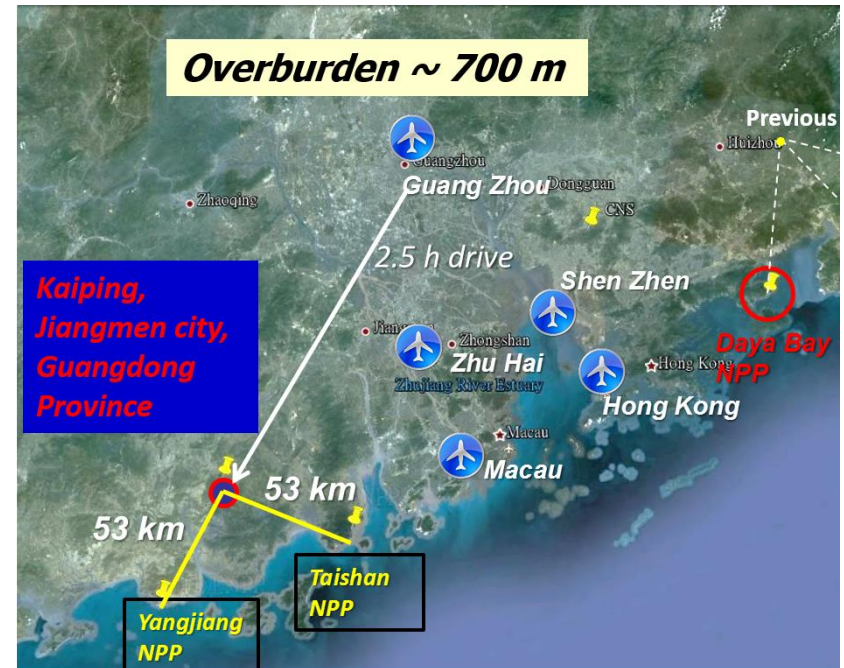 Overburden ~ 700 m
Previous
Huizhou
Guangzhou
Guang Zhou
Dongguan
Zhaoqing
CNS
2.5 h drive
Kaiping,
Jiangmen city,
Guangdong
Province
Shen Zhen
Daya Bay
NPP
Zhongshan
Zhu Hai
Zhujiang River Estuary
Hong Kong
Hong Kong
Macau
Macau
53 km
53 km
Taishan
NPP
Yangjiang
NPP